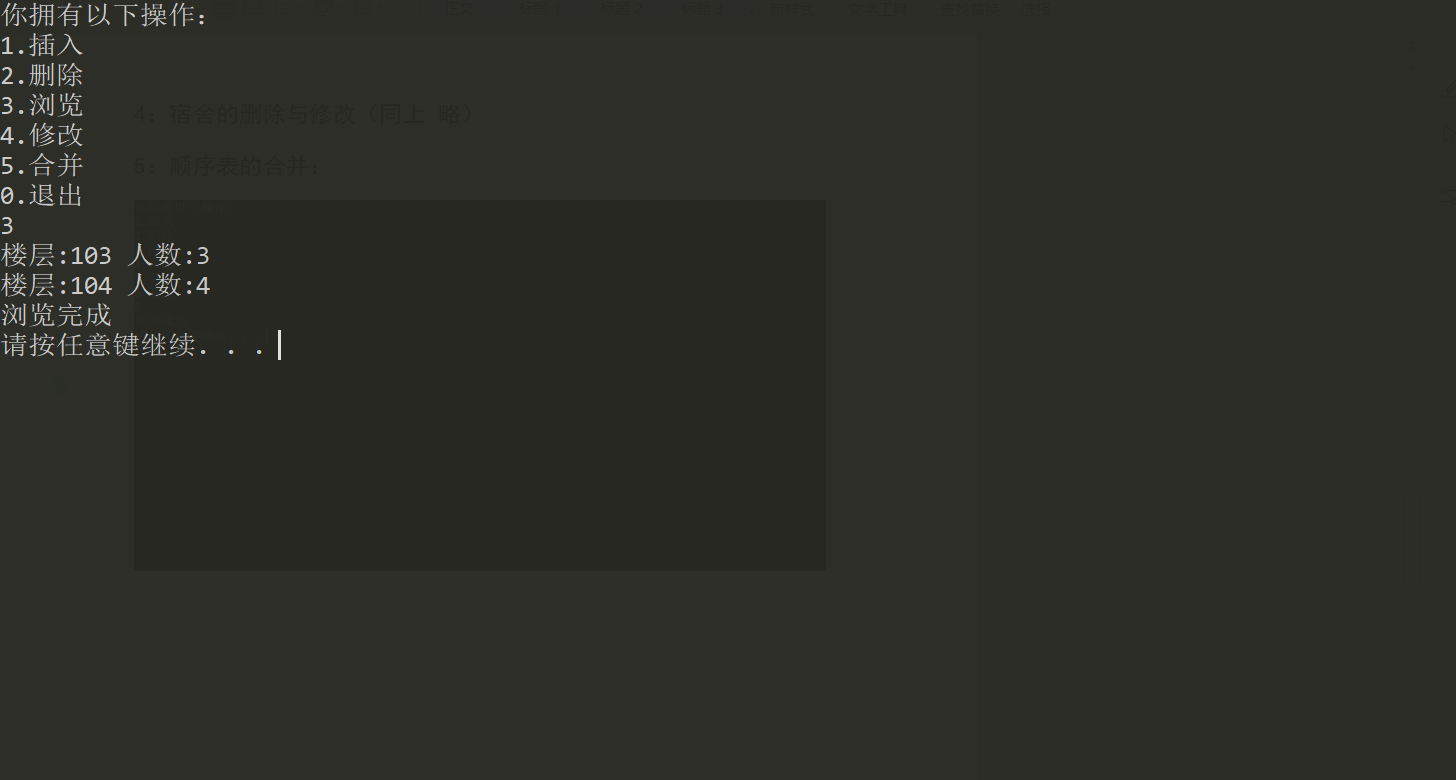 你拥有以下操作:
1.插入
2.删除
3.浏览
4.修改
5.合并
0.退出
3
楼层:103 人数:3
楼层:104 人数:4
浏览完成
请按任意键继续. . .
4：宿舍的删除与修改（同上 略）
5：顺序表的合并：